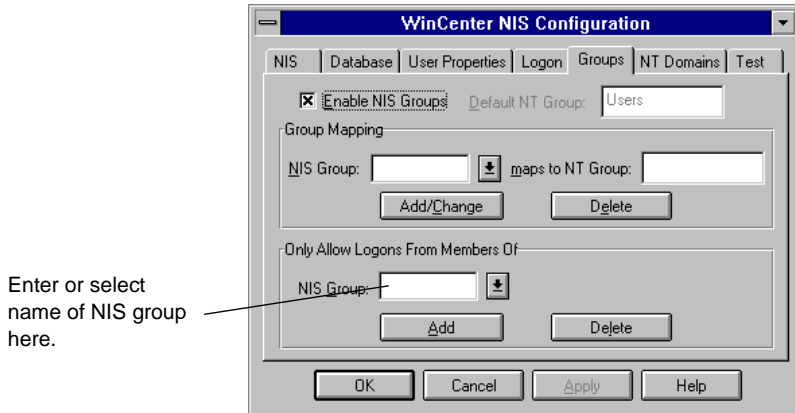 WinCenter NIS Configuration
NIS Database User Properties Logon Groups NT Domains Test
Enable NIS Groups Default NT Group: Users
Group Mapping
NIS Group: maps to NT Group:
Add/Change Delete
Only Allow Logons From Members Of
NIS Group:
Add Delete
OK Cancel Apply Help
Enter or select
name of NIS group
here.